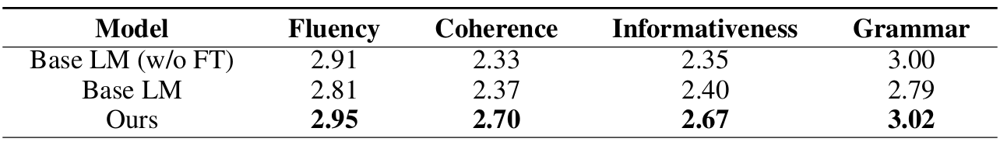 Model Fluency Coherence Informativeness Grammar
Base LM (w/o FT) 2.91 2.33 2.35 3.00
Base LM 2.81 2.37 2.40 2.79
Ours 2.95 2.70 2.67 3.02